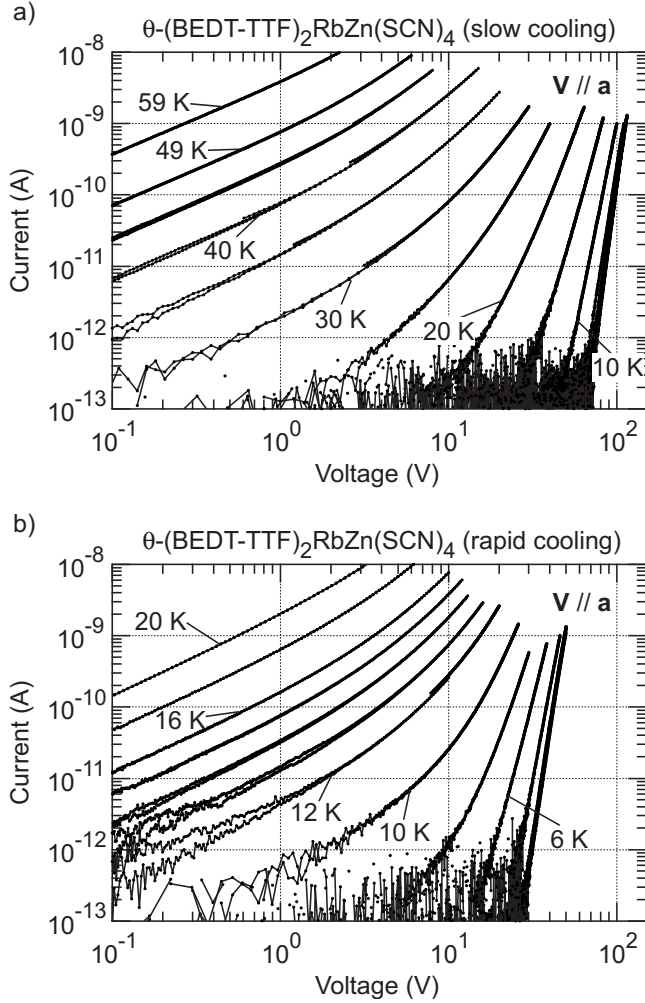 a)
θ-(BEDT-TTF)₂RbZn(SCN)₄ (slow cooling)
10⁻⁸
V // a
59 K
10⁻⁹
49 K
10⁻¹⁰
Current (A)
40 K
10⁻¹¹
30 K
20 K
10⁻¹²
10 K
10⁻¹³
10⁻¹ 10⁰ 10¹ 10²
Voltage (V)
b)
θ-(BEDT-TTF)₂RbZn(SCN)₄ (rapid cooling)
10⁻⁸
V // a
20 K
10⁻⁹
10⁻¹⁰
16 K
Current (A)
10⁻¹¹
12 K
10 K
6 K
10⁻¹²
10⁻¹³
10⁻¹ 10⁰ 10¹ 10²
Voltage (V)